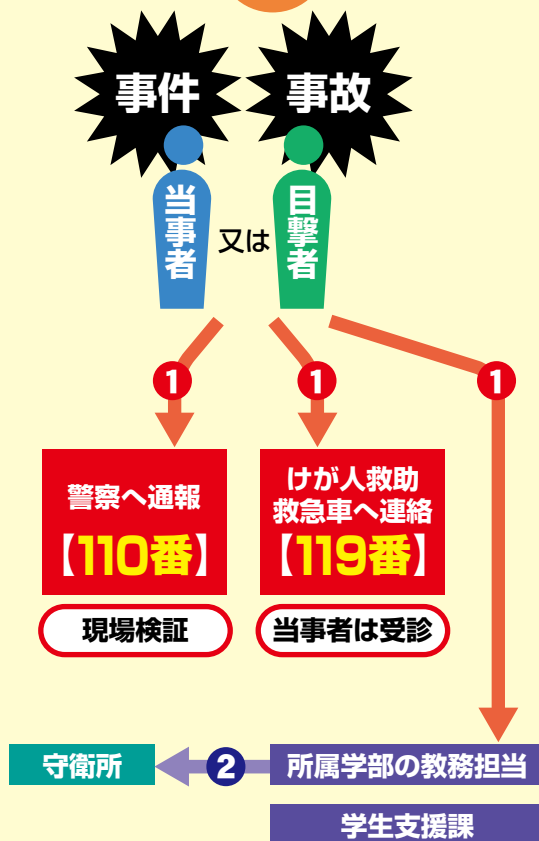 事件
事故
当事者
又は
目撃者
1
1
1
警察へ通報
【110番】
けが人救助
救急車へ連絡
【119番】
現場検証
当事者は受診
守衛所
2
所属学部の教務担当
学生支援課